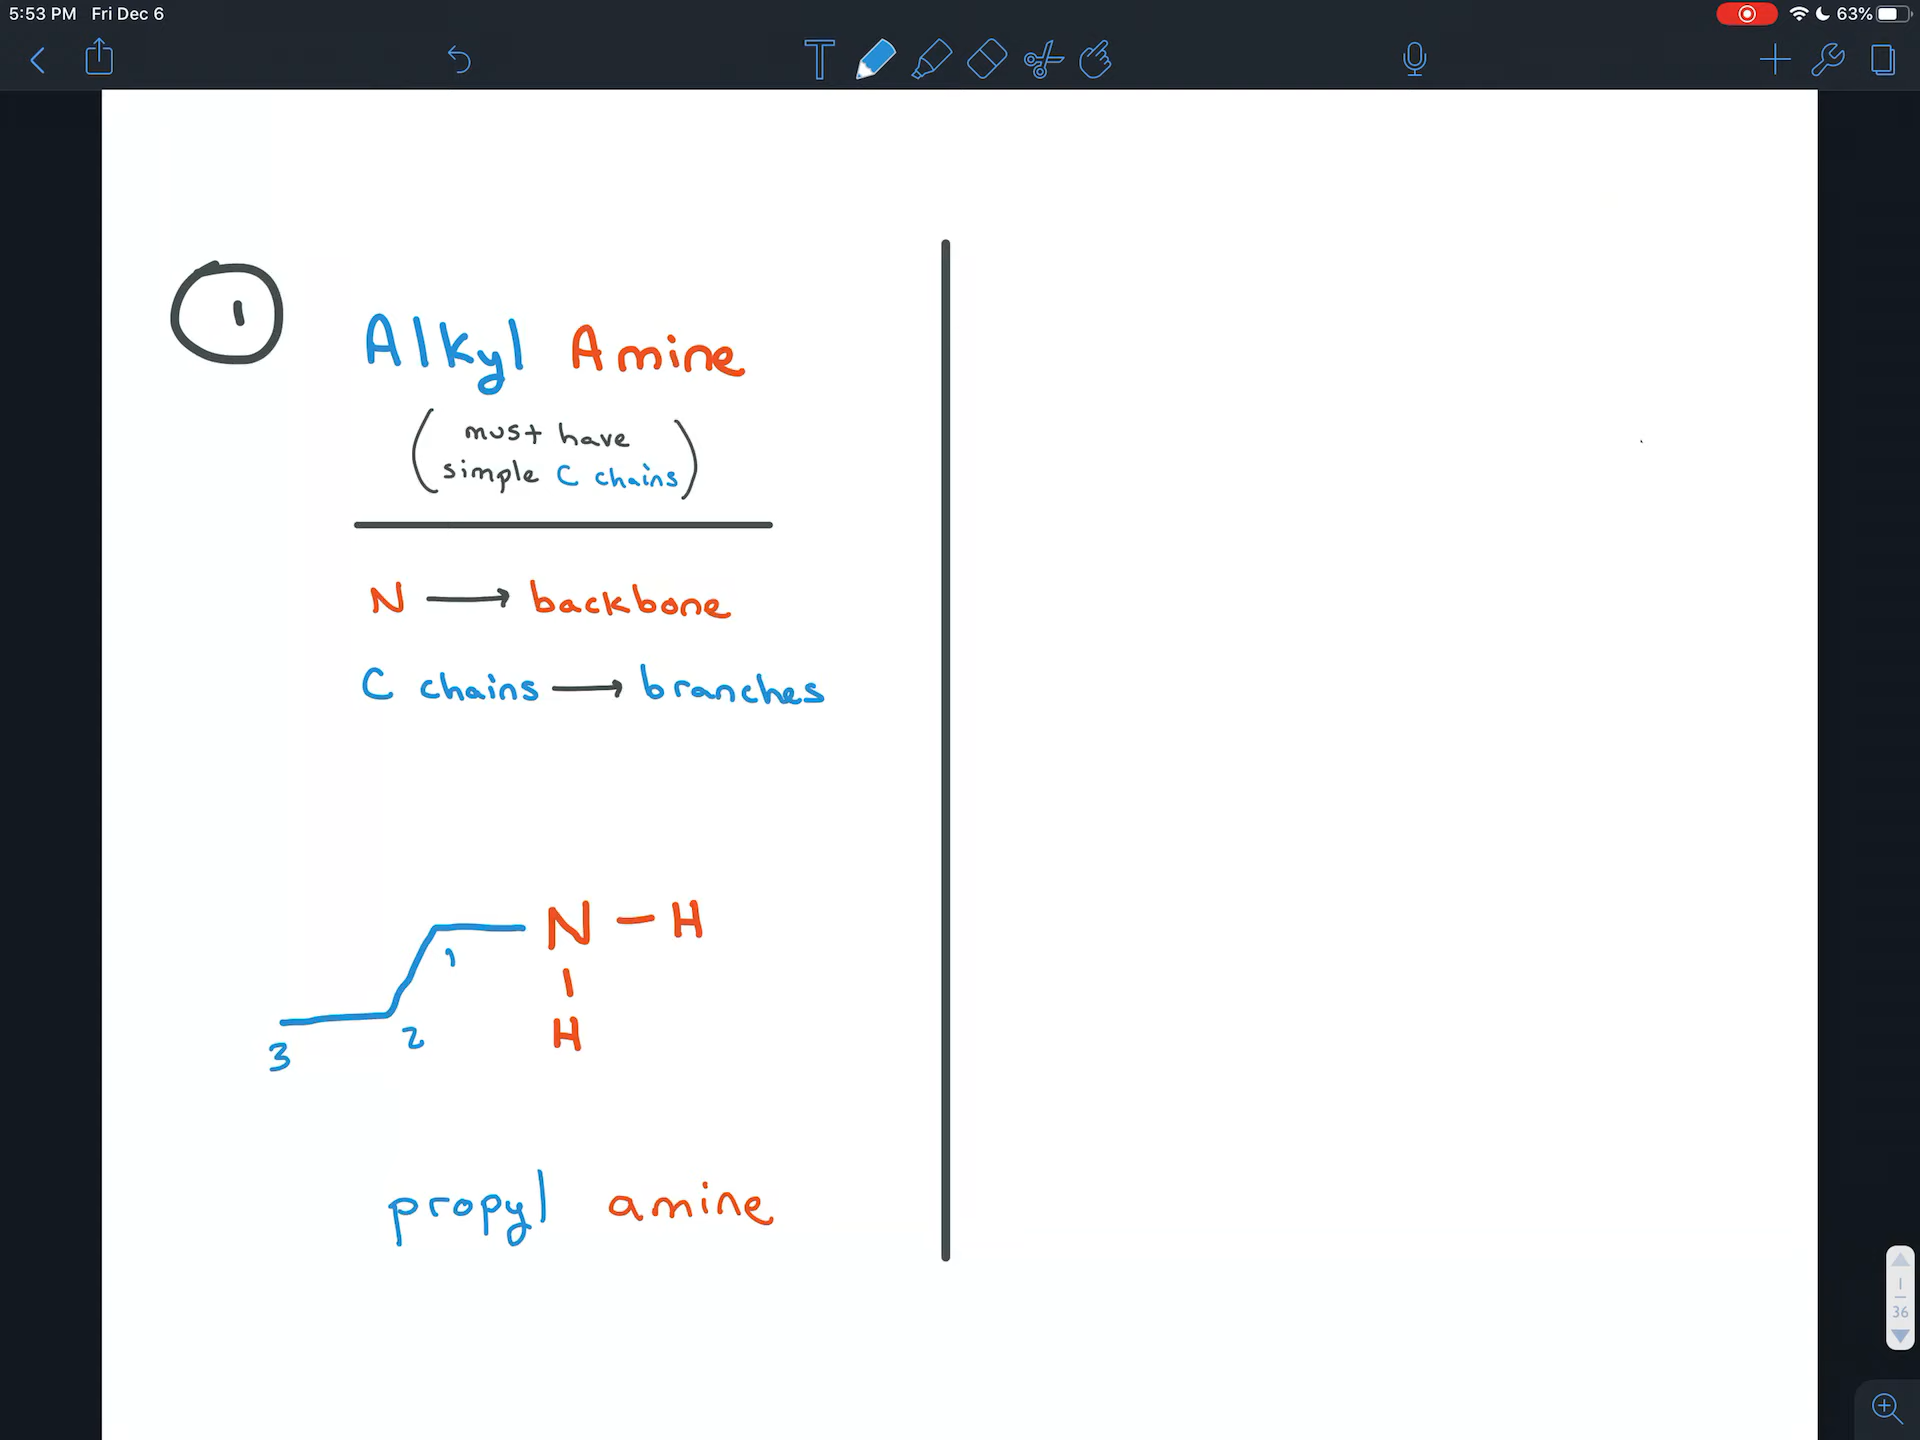 5:53 PM Fri Dec 6
63%
1
Alkyl Amine
(must have
simple C chains)
N → backbone
C chains → branches
N - H
1
H
2
3
propyl amine
1
36